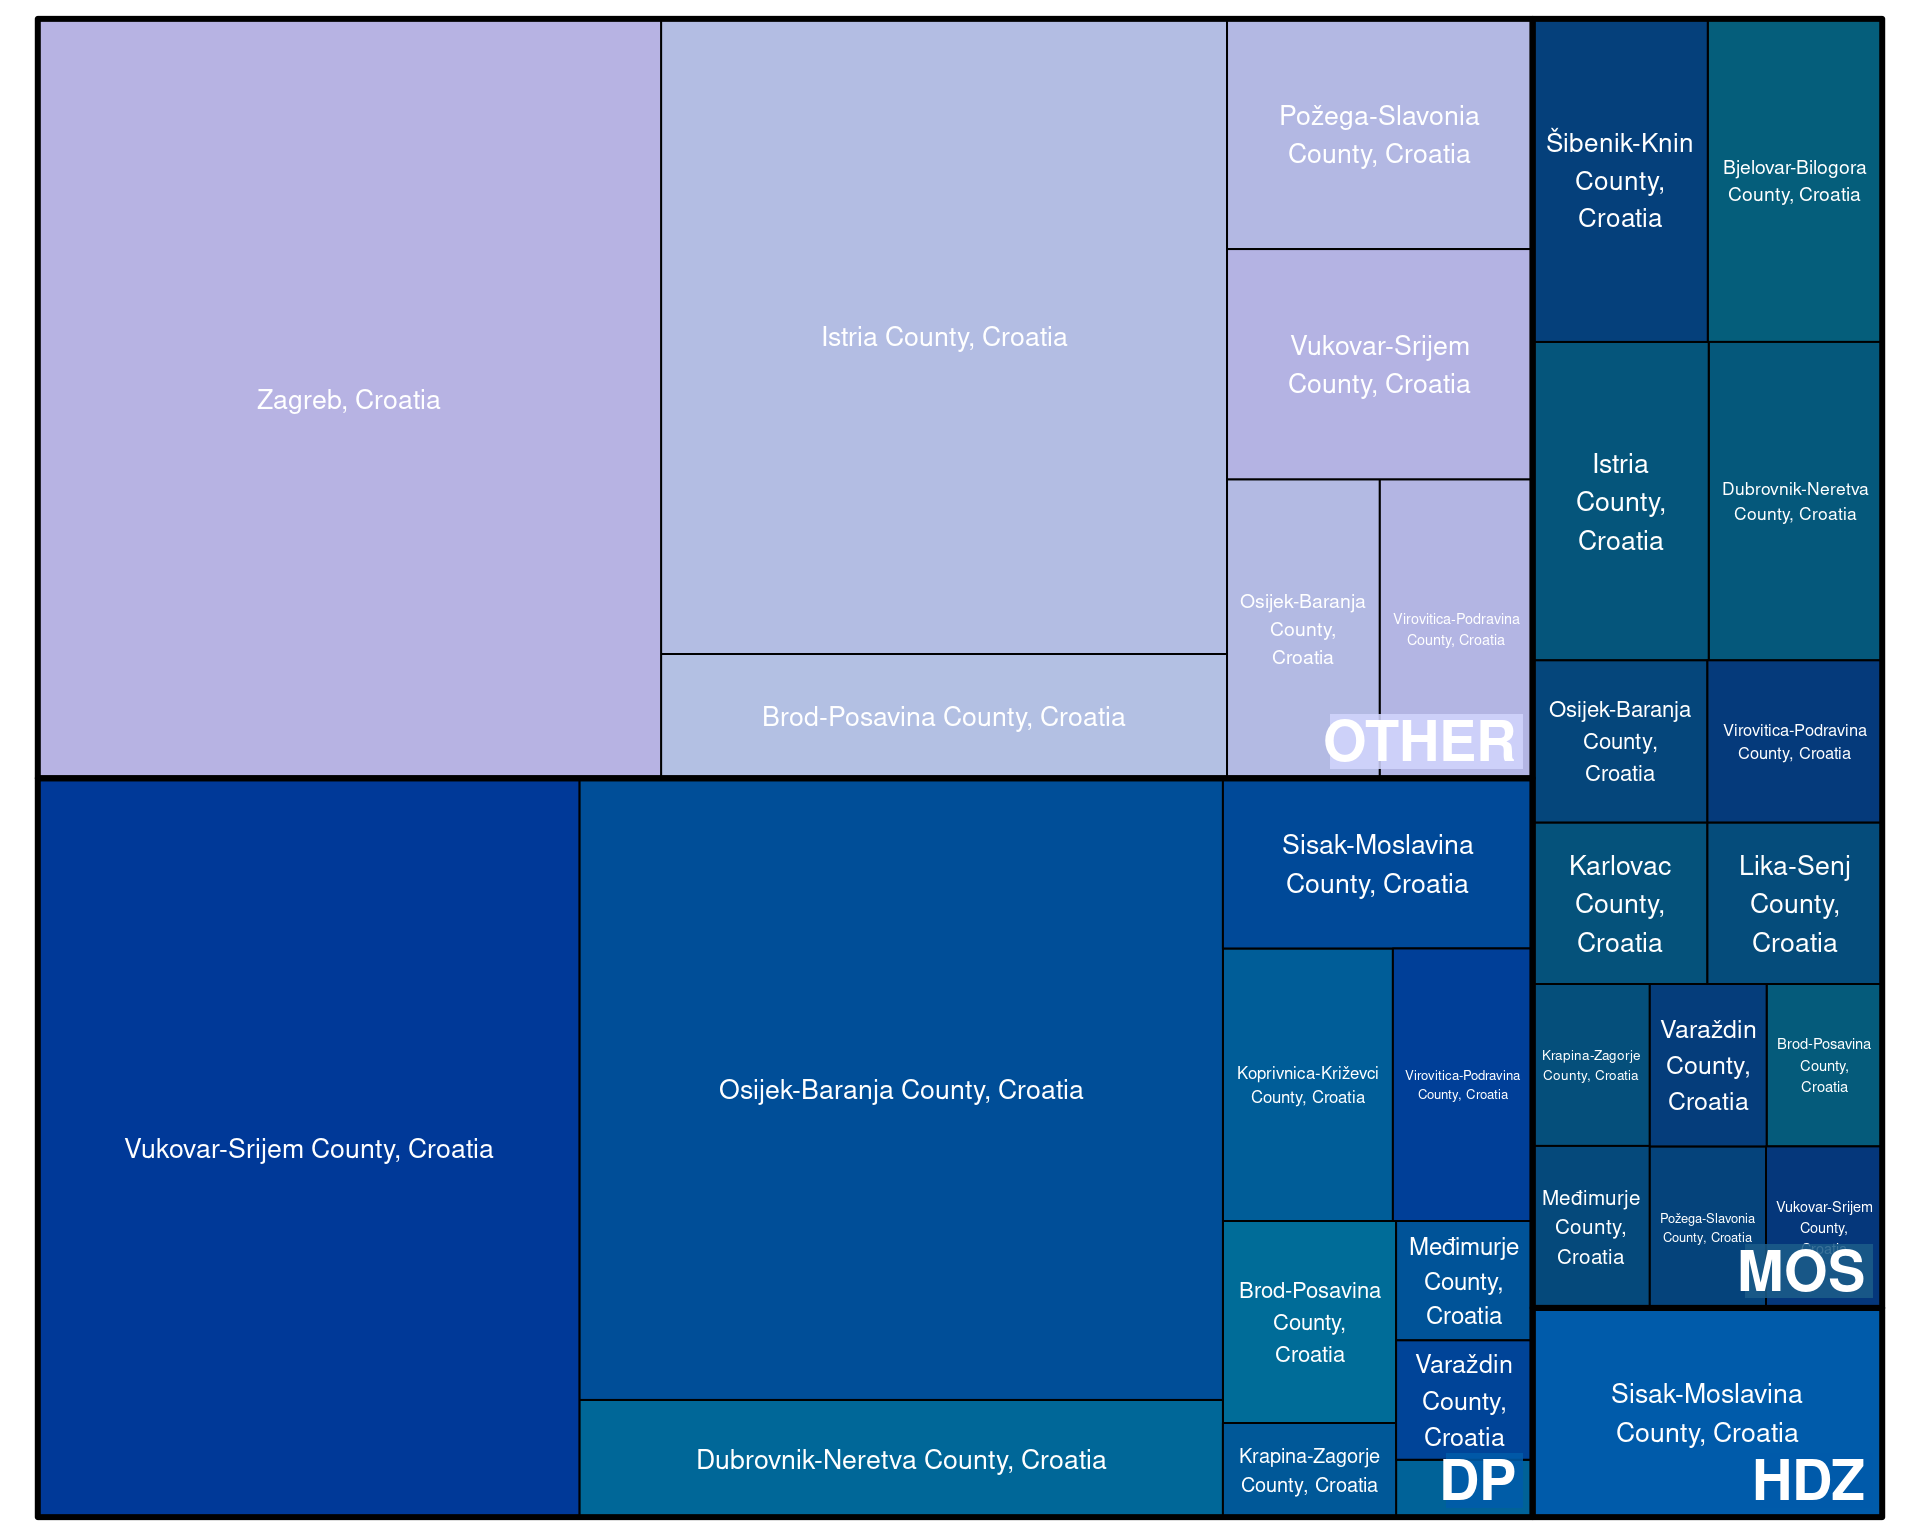 Zagreb, Croatia
Istria County, Croatia
Brod-Posavina County, Croatia
Požega-Slavonia
County, Croatia
Vukovar-Srijem
County, Croatia
Osijek-Baranja
County,
Croatia
Virovitica-Podravina
County, Croatia
OTHER
Vukovar-Srijem County, Croatia
Osijek-Baranja County, Croatia
Dubrovnik-Neretva County, Croatia
Sisak-Moslavina
County, Croatia
Koprivnica-Križevci
County, Croatia
Virovitica-Podravina
County, Croatia
Brod-Posavina
County,
Croatia
Međimurje
County,
Croatia
Varaždin
County,
Croatia
Krapina-Zagorje
County, Croatia
DP
Šibenik-Knin
County,
Croatia
Bjelovar-Bilogora
County, Croatia
Istria
County,
Croatia
Dubrovnik-Neretva
County, Croatia
Osijek-Baranja
County,
Croatia
Virovitica-Podravina
County, Croatia
Karlovac
County,
Croatia
Lika-Senj
County,
Croatia
Krapina-Zagorje
County, Croatia
Varaždin
County,
Croatia
Brod-Posavina
County,
Croatia
Međimurje
County,
Croatia
Požega-Slavonia
County, Croatia
Vukovar-Srijem
County,
MOS
Sisak-Moslavina
County, Croatia
HDZ